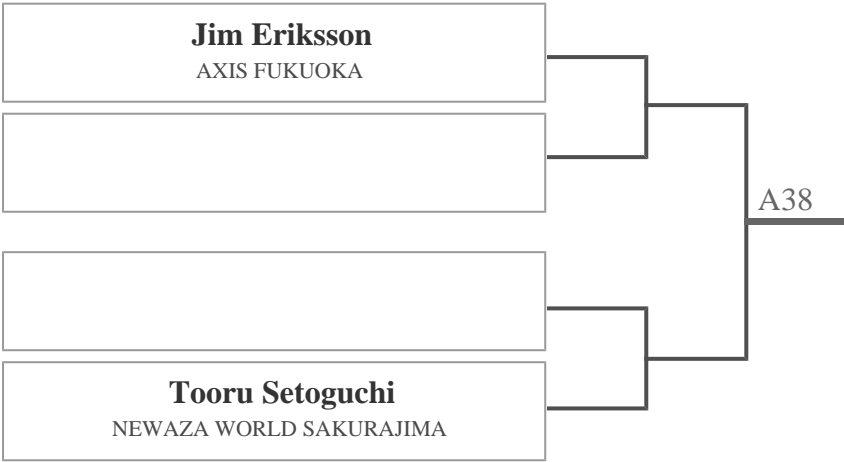 Jim Eriksson
AXIS FUKUOKA
A38
Tooru Setoguchi
NEWAZA WORLD SAKURAJIMA